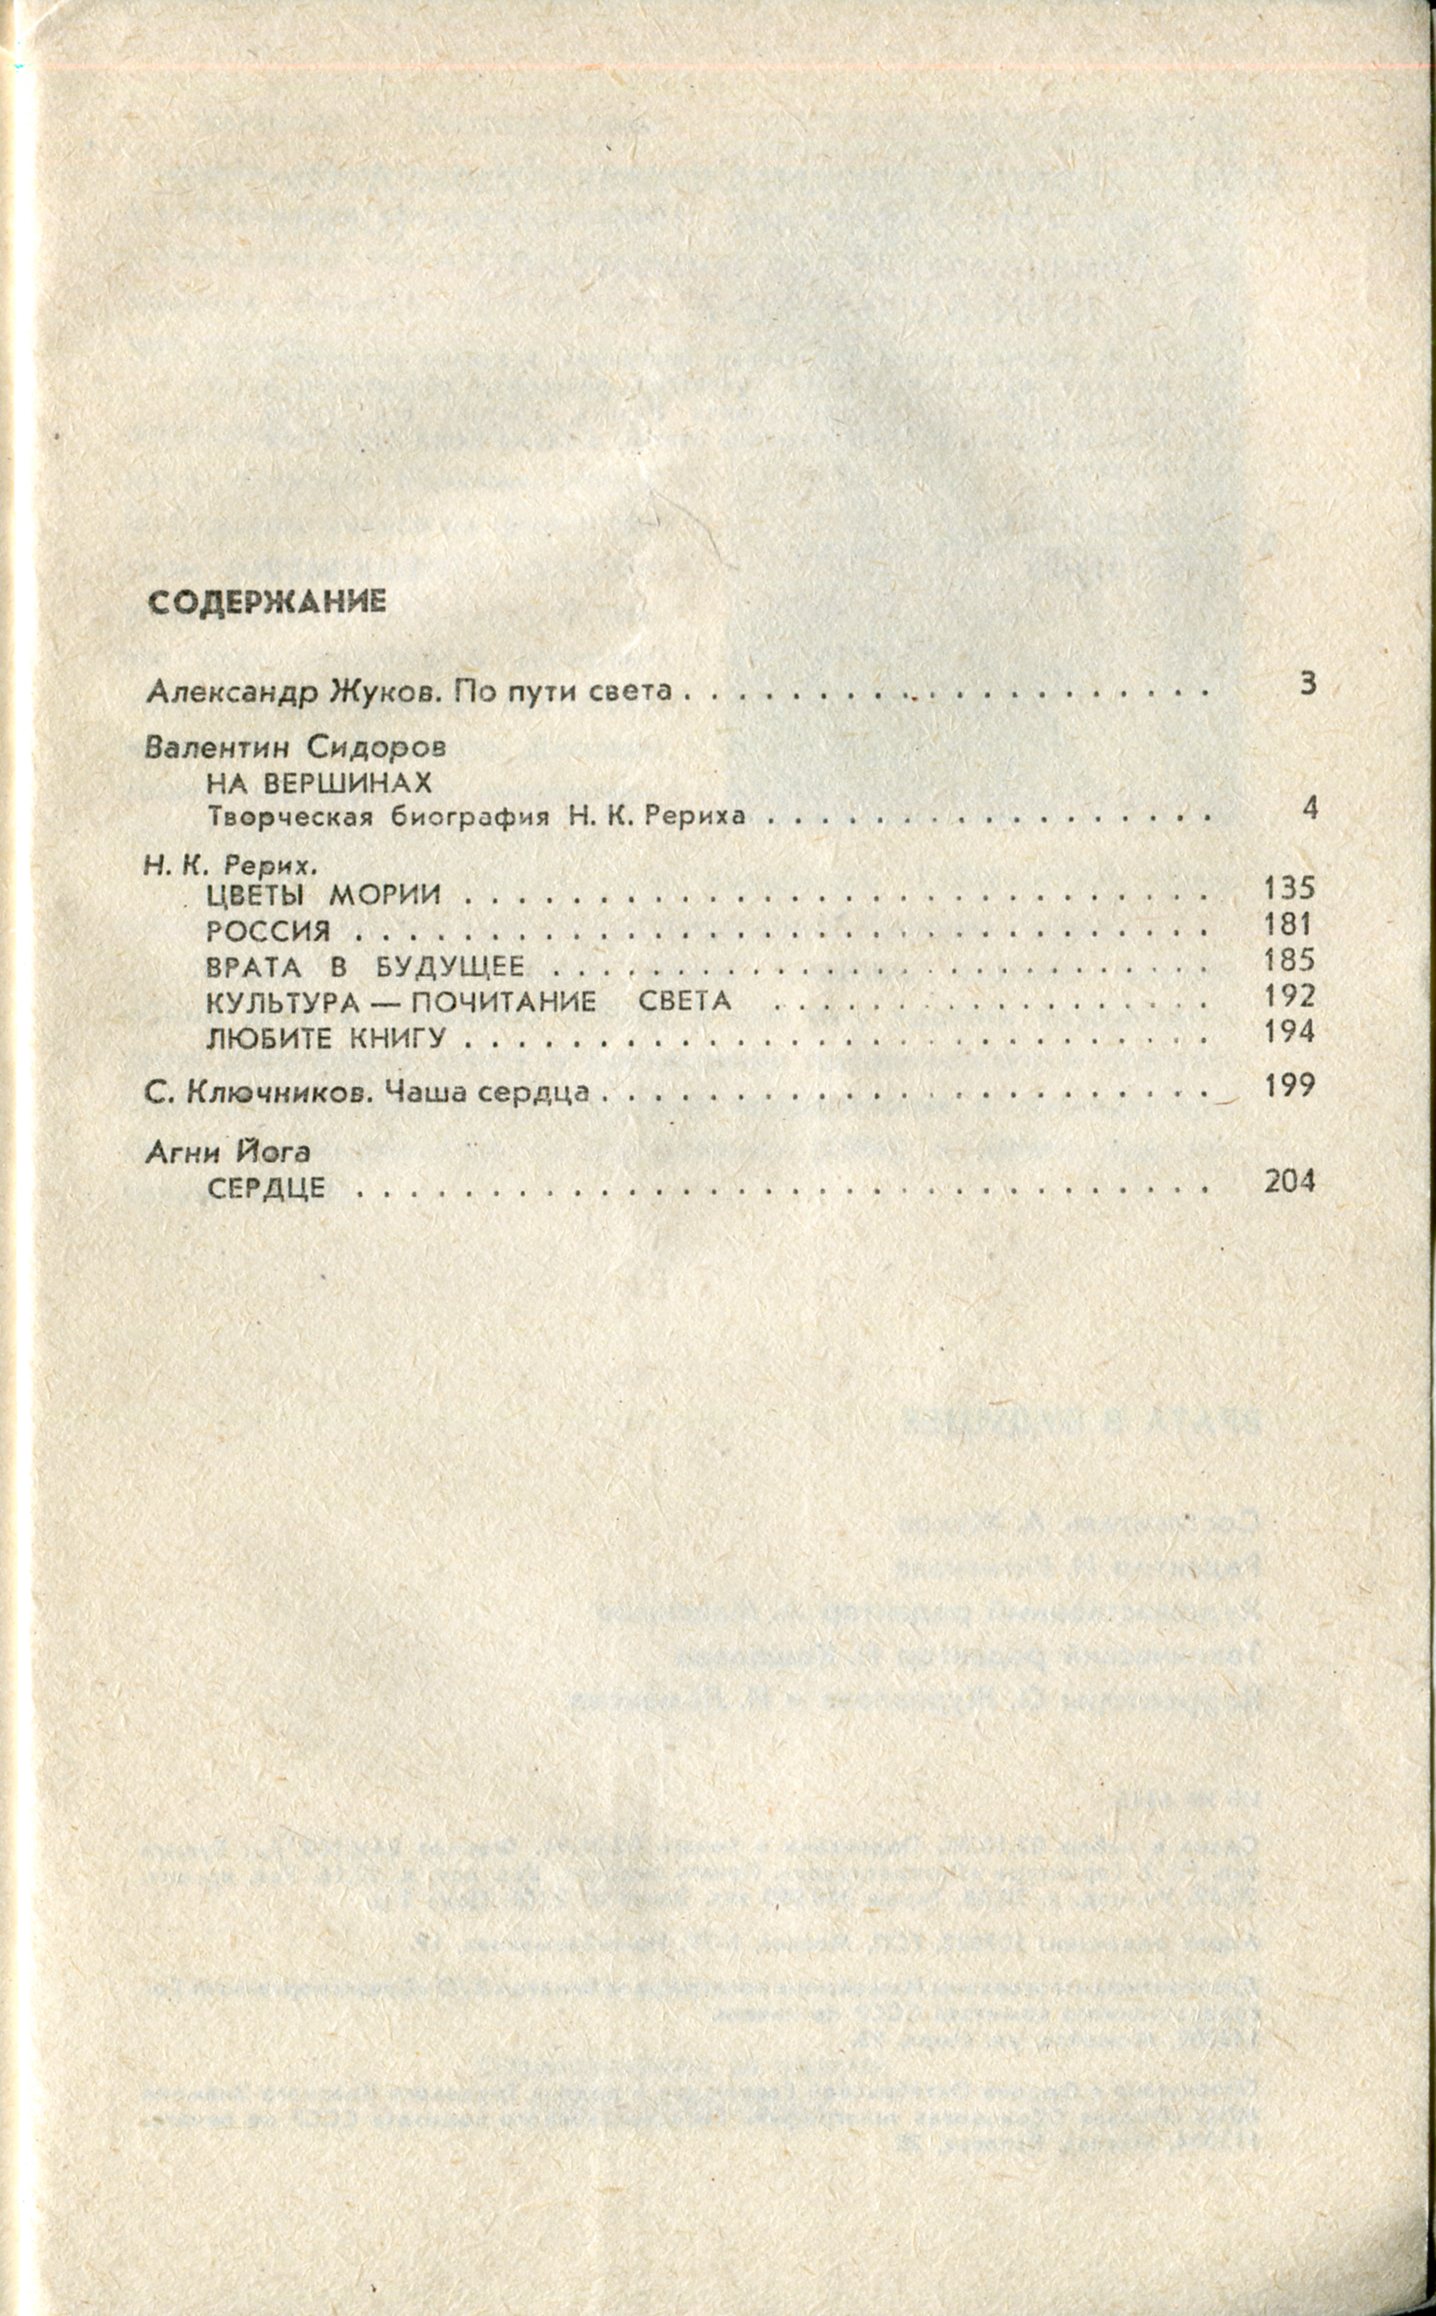 СОДЕРЖАНИЕ
Александр Жуков. По пути света . . . . . . . . . . . . . . . . . . . . 3
Валентин Сидоров
НА ВЕРШИНАХ
Творческая биография Н. К. Рериха . . . . . . . . . . . . . . . . . 4
Н. К. Рерих.
ЦВЕТЫ МОРИИ . . . . . . . . . . . . . . . . . . . . . . . . . . . . 135
РОССИЯ . . . . . . . . . . . . . . . . . . . . . . . . . . . . . . . . 181
ВРАТА В БУДУЩЕЕ . . . . . . . . . . . . . . . . . . . . . . . . . 185
КУЛЬТУРА — ПОЧИТАНИЕ СВЕТА . . . . . . . . . . . . . . . . . 192
ЛЮБИТЕ КНИГУ . . . . . . . . . . . . . . . . . . . . . . . . . . . . 194
С. Ключников. Чаша сердца . . . . . . . . . . . . . . . . . . . . . . . 199
Агни Йога
СЕРДЦЕ . . . . . . . . . . . . . . . . . . . . . . . . . . . . . . . . 204